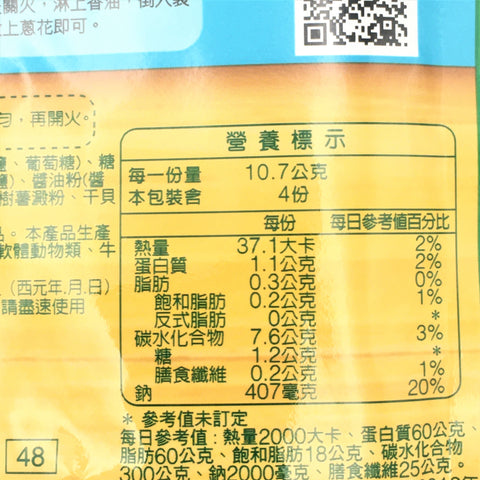 關火，淋上香油，倒入裝
上蔥花即可。
勻，再開火。
鹽、葡萄糖)、糖
)、醬油粉(醬
樹薯澱粉、干貝
品。本產品生產
軟體動物類、牛
(西元年.月.日)
請盡速使用
48
營養標示
每一份量 10.7公克
本包裝含 4份
每份 每日參考值百分比
熱量 37.1大卡 2%
蛋白質 1.1公克 2%
脂肪 0.3公克 0%
飽和脂肪 0.2公克 1%
反式脂肪 0公克 *
碳水化合物 7.6公克 3%
糖 1.2公克 *
膳食纖維 0.2公克 1%
鈉 407毫克 20%
* 參考值未訂定
每日參考值：熱量2000大卡、蛋白質60公克、
脂肪60公克、飽和脂肪18公克、碳水化合物
300公克、鈉2000毫克、膳食纖維25公克。